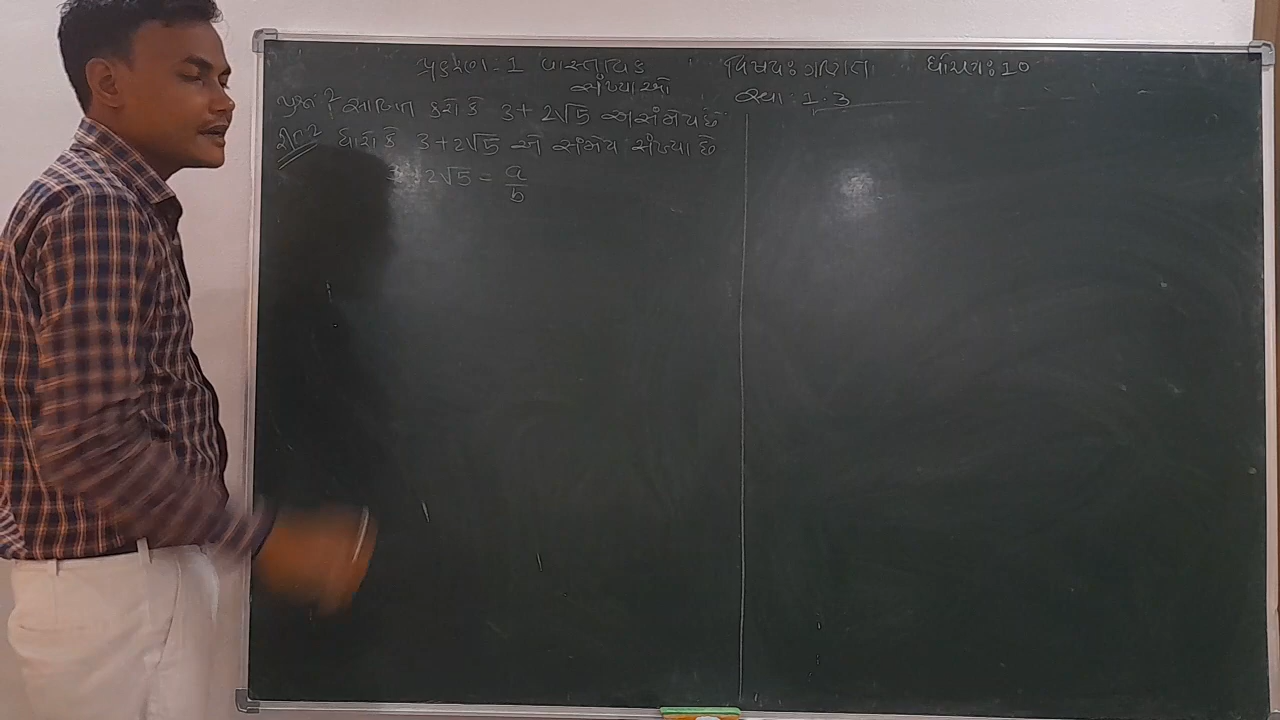 પ્રકરણ: 1 વાસ્તવિક સંખ્યાઓ
વિષય: ગણિત
ધોરણ: 10
સ્વા: 1.3
પ્રશ્ન 2 સાબિત કરો કે 3 + 2√5 અસંમેય છે
ધારો કે 3 + 2√5 એ સંમેય સંખ્યા છે
3 + 2√5 = a/b